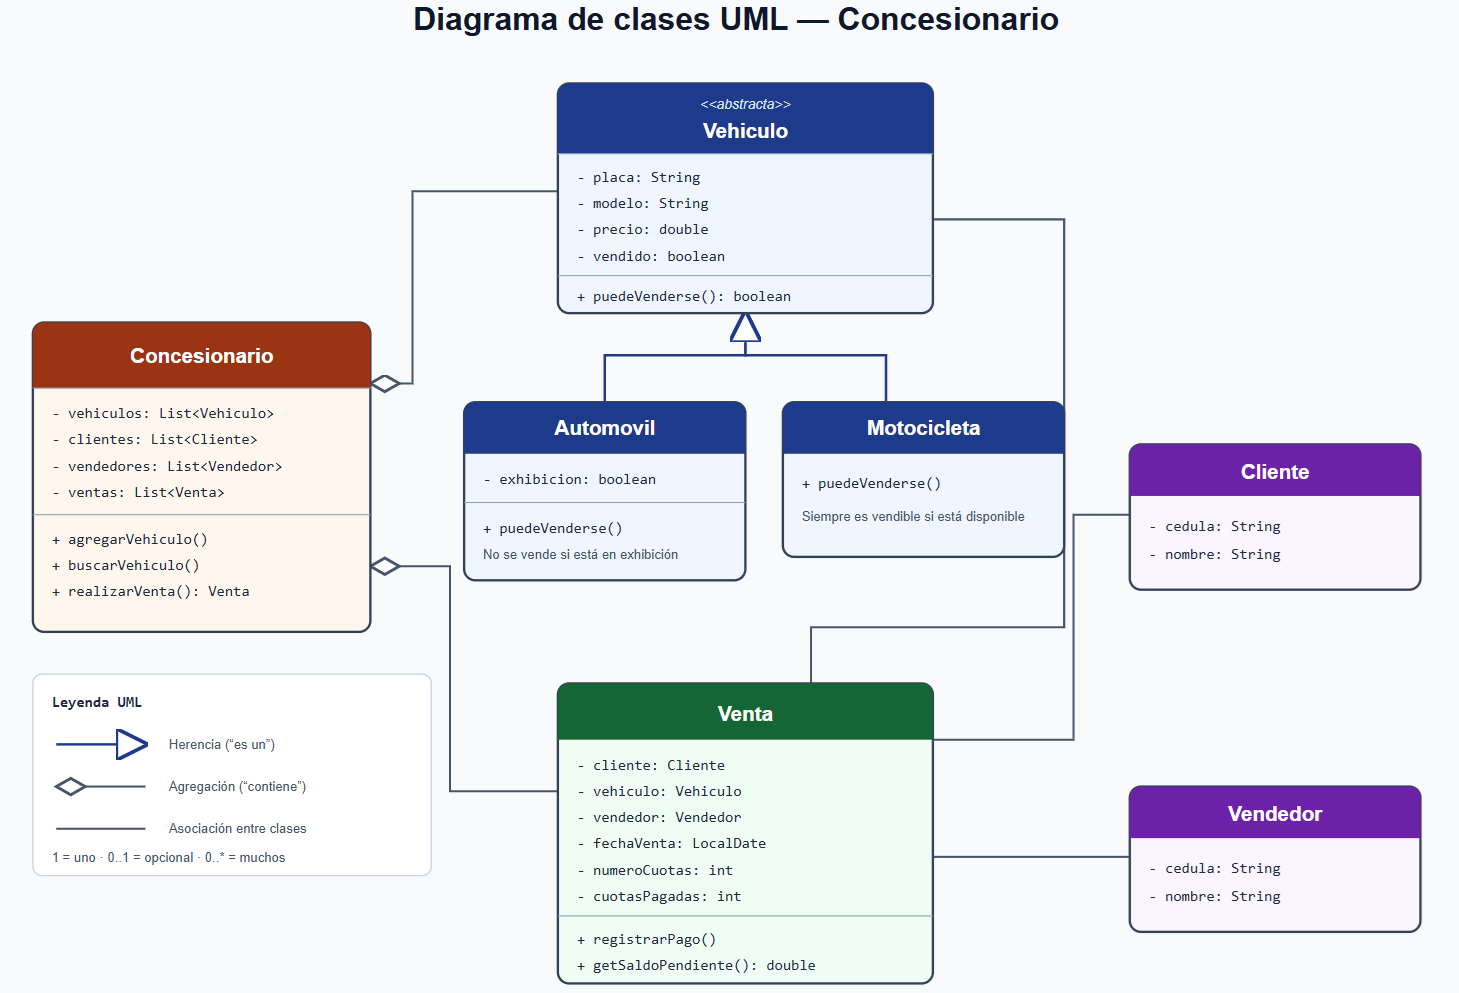 Diagrama de clases UML — Concesionario
<<abstracta>>
Vehiculo
- placa: String
- modelo: String
- precio: double
- vendido: boolean
+ puedeVenderse(): boolean
Concesionario
- vehiculos: List<Vehiculo>
- clientes: List<Cliente>
- vendedores: List<Vendedor>
- ventas: List<Venta>
+ agregarVehiculo()
+ buscarVehiculo()
+ realizarVenta(): Venta
Automovil
- exhibicion: boolean
+ puedeVenderse()
No se vende si está en exhibición
Motocicleta
+ puedeVenderse()
Siempre es vendible si está disponible
Cliente
- cedula: String
- nombre: String
Leyenda UML
Herencia (“es un”)
Agregación (“contiene”)
Asociación entre clases
1 = uno · 0..1 = opcional · 0..* = muchos
Venta
- cliente: Cliente
- vehiculo: Vehiculo
- vendedor: Vendedor
- fechaVenta: LocalDate
- numeroCuotas: int
- cuotasPagadas: int
+ registrarPago()
+ getSaldoPendiente(): double
Vendedor
- cedula: String
- nombre: String